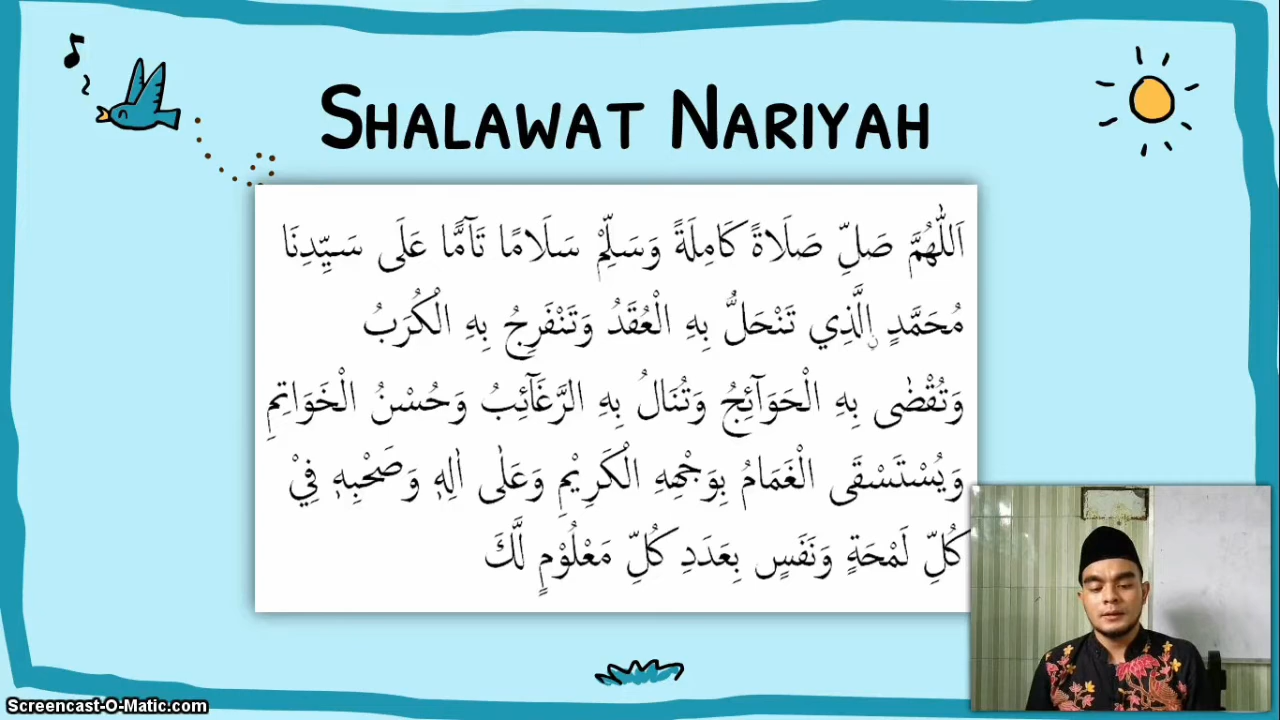 SHALAWAT NARIYAH
اَللّٰهُمَّ صَلِّ صَلَاةً كَامِلَةً وَسَلِّمْ سَلَامًا تَآمًّا عَلَى سَيِّدِنَا
مُحَمَّدٍ ࣙالَّذِي تَنْحَلُّ بِهِ الْعُقَدُ وَتَنْفَرِجُ بِهِ الْكُرَبُ
وَتُقْضٰى بِهِ الْحَوَآئِجُ وَتُنَالُ بِهِ الرَّغَآئِبُ وَحُسْنُ الْخَوَاتِمِ
وَيُسْتَسْقَى الْغَمَامُ بِوَجْهِهِ الْكَرِيْمِ وَعَلٰى اٰلِهٖ وَصَحْبِهٖ فِيْ
كُلِّ لَمْحَةٍ وَنَفَسٍ بِعَدَدِ كُلِّ مَعْلُوْمٍ لَّكَ
SCREENCAST-O-MATIC.COM